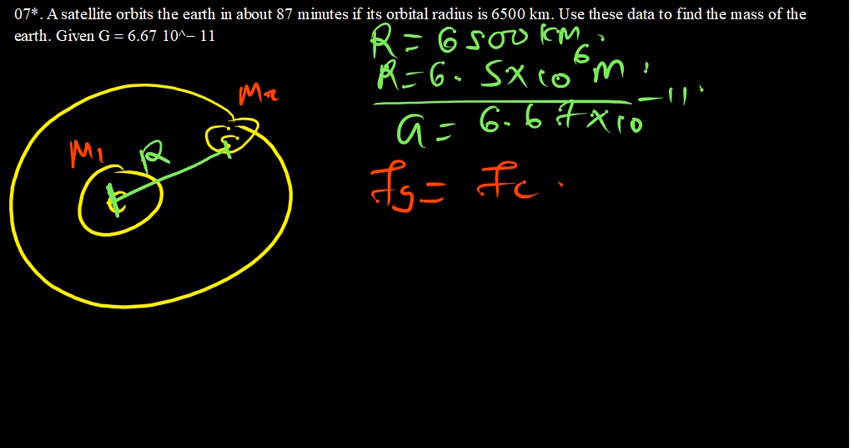 07*. A satellite orbits the earth in about 87 minutes if its orbital radius is 6500 km. Use these data to find the mass of the
earth. Given G = 6.67 10^– 11
R = 6500 KM.
R = 6.5 x 10^6 M.
G = 6.67 x 10^-11.
M2
M1
R
S
E
Fg = Fc.